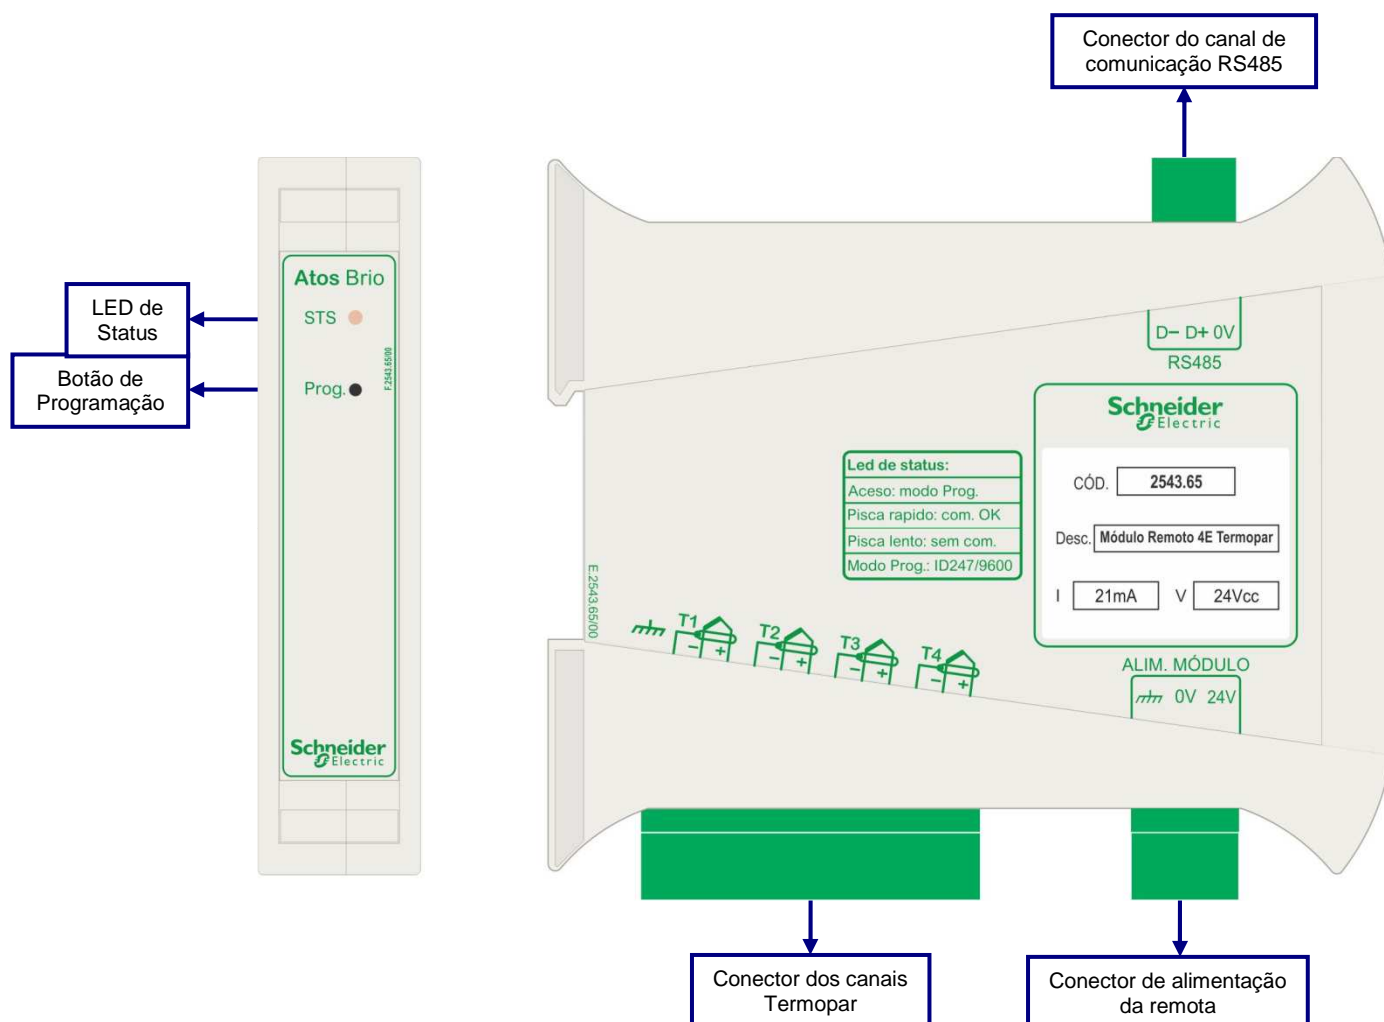 Conector do canal de
comunicação RS485
LED de
Status
Botão de
Programação
Atos Brio
STS
Prog.
F.2543.65/00
Schneider
Electric
D- D+ 0V
RS485
Schneider
Electric
CÓD. 2543.65
Desc. Módulo Remoto 4E Termopar
I 21mA V 24Vcc
Led de status:
Aceso: modo Prog.
Pisca rapido: com. OK
Pisca lento: sem com.
Modo Prog.: ID247/9600
E.2543.65/00
T1 T2 T3 T4
- + - + - + - +
ALIM. MÓDULO
0V 24V
Conector dos canais
Termopar
Conector de alimentação
da remota